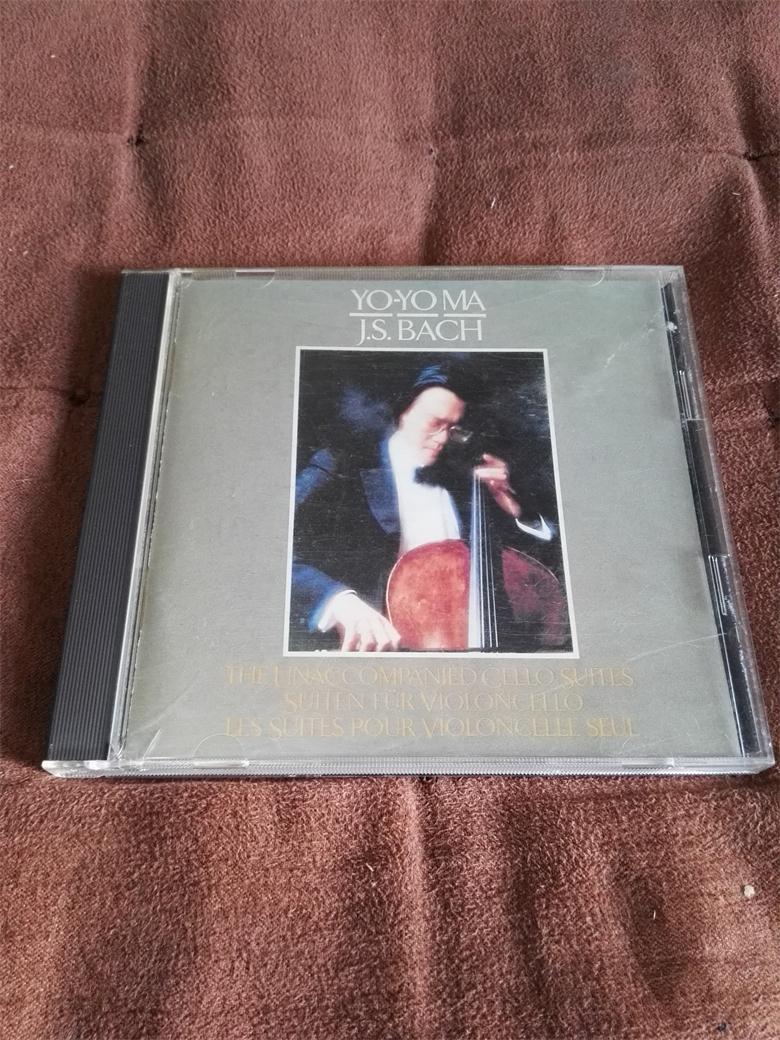 YO-YO MA
J.S. BACH
THE UNACCOMPANIED CELLO SUITES
SUITEN FÜR VIOLONCELLO
LES SUITES POUR VIOLONCELLE SEUL